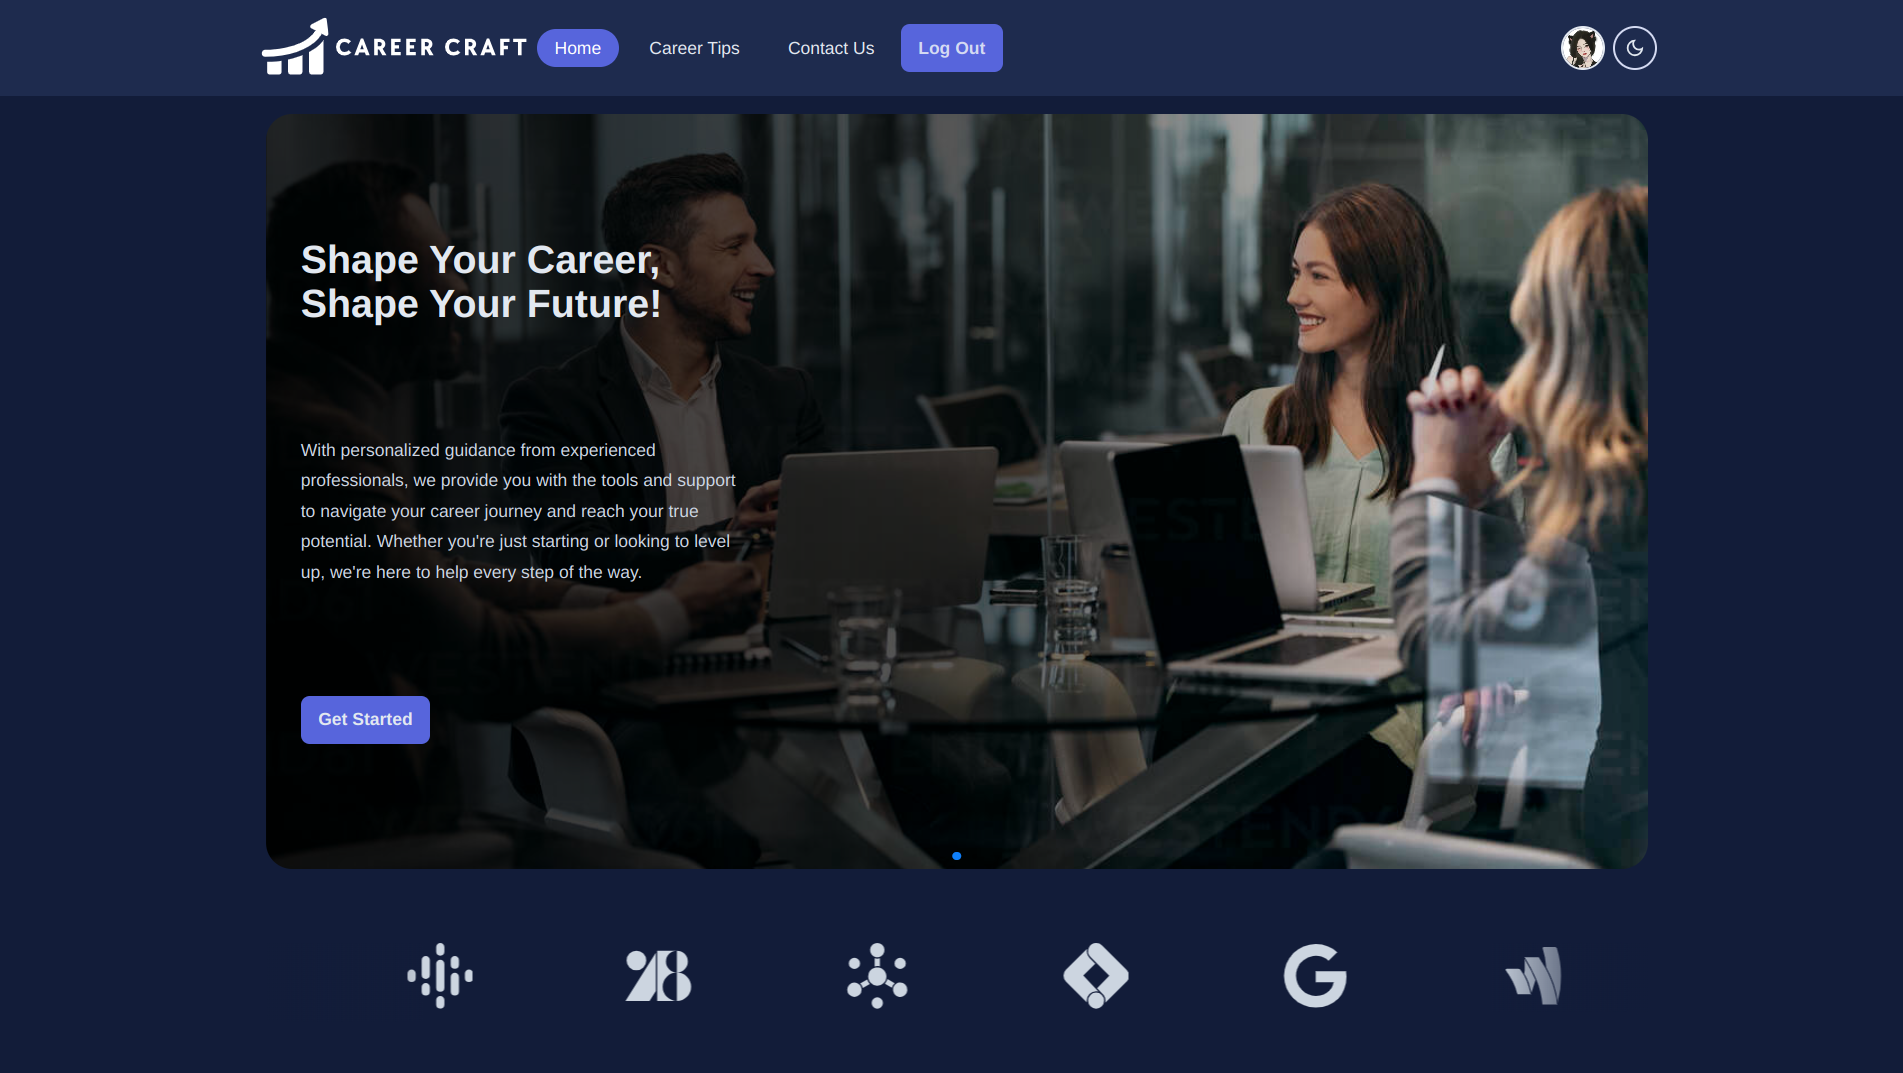 CAREER CRAFT
Home
Career Tips
Contact Us
Log Out
Shape Your Career,
Shape Your Future!
With personalized guidance from experienced
professionals, we provide you with the tools and support
to navigate your career journey and reach your true
potential. Whether you're just starting or looking to level
up, we're here to help every step of the way.
Get Started
28
G